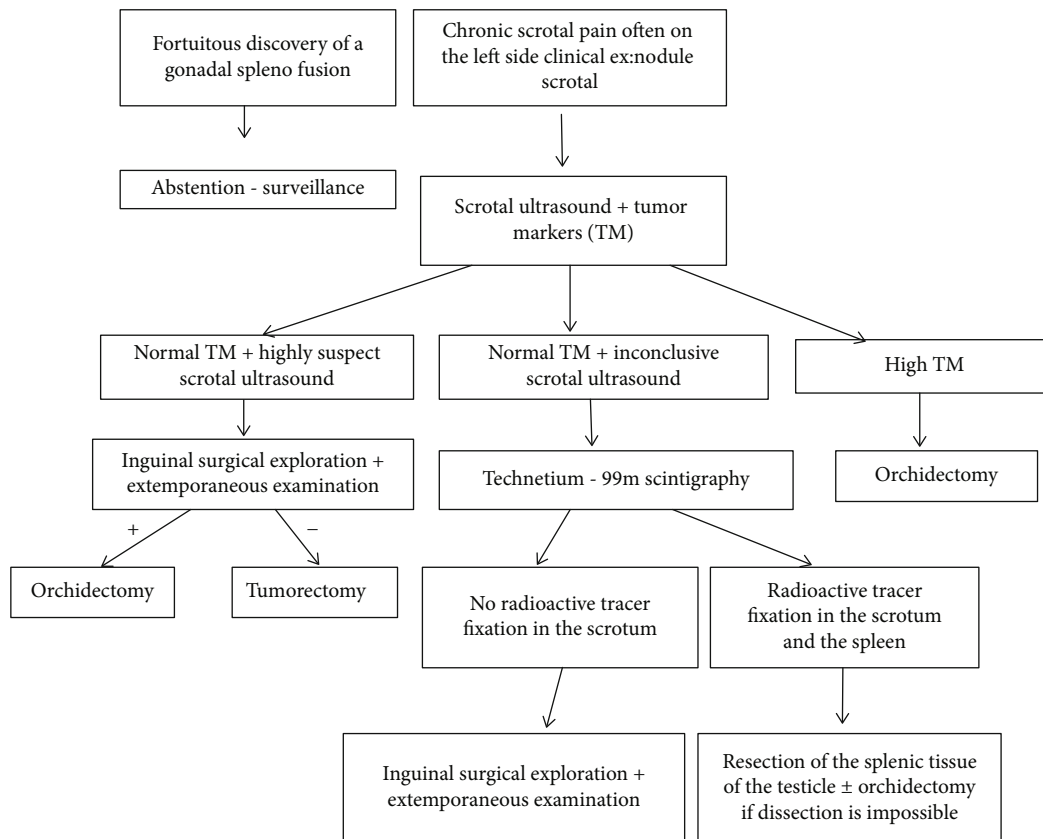 Fortuitous discovery of a
gonadal spleno fusion
Chronic scrotal pain often on
the left side clinical ex:nodule
scrotal
Abstention - surveillance
Scrotal ultrasound + tumor
markers (TM)
Normal TM + highly suspect
scrotal ultrasound
Normal TM + inconclusive
scrotal ultrasound
High TM
Inguinal surgical exploration +
extemporaneous examination
Technetium - 99m scintigraphy
Orchidectomy
+
−
Orchidectomy
Tumorectomy
No radioactive tracer
fixation in the scrotum
Radioactive tracer
fixation in the scrotum
and the spleen
Inguinal surgical exploration +
extemporaneous examination
Resection of the splenic tissue
of the testicle ± orchidectomy
if dissection is impossible